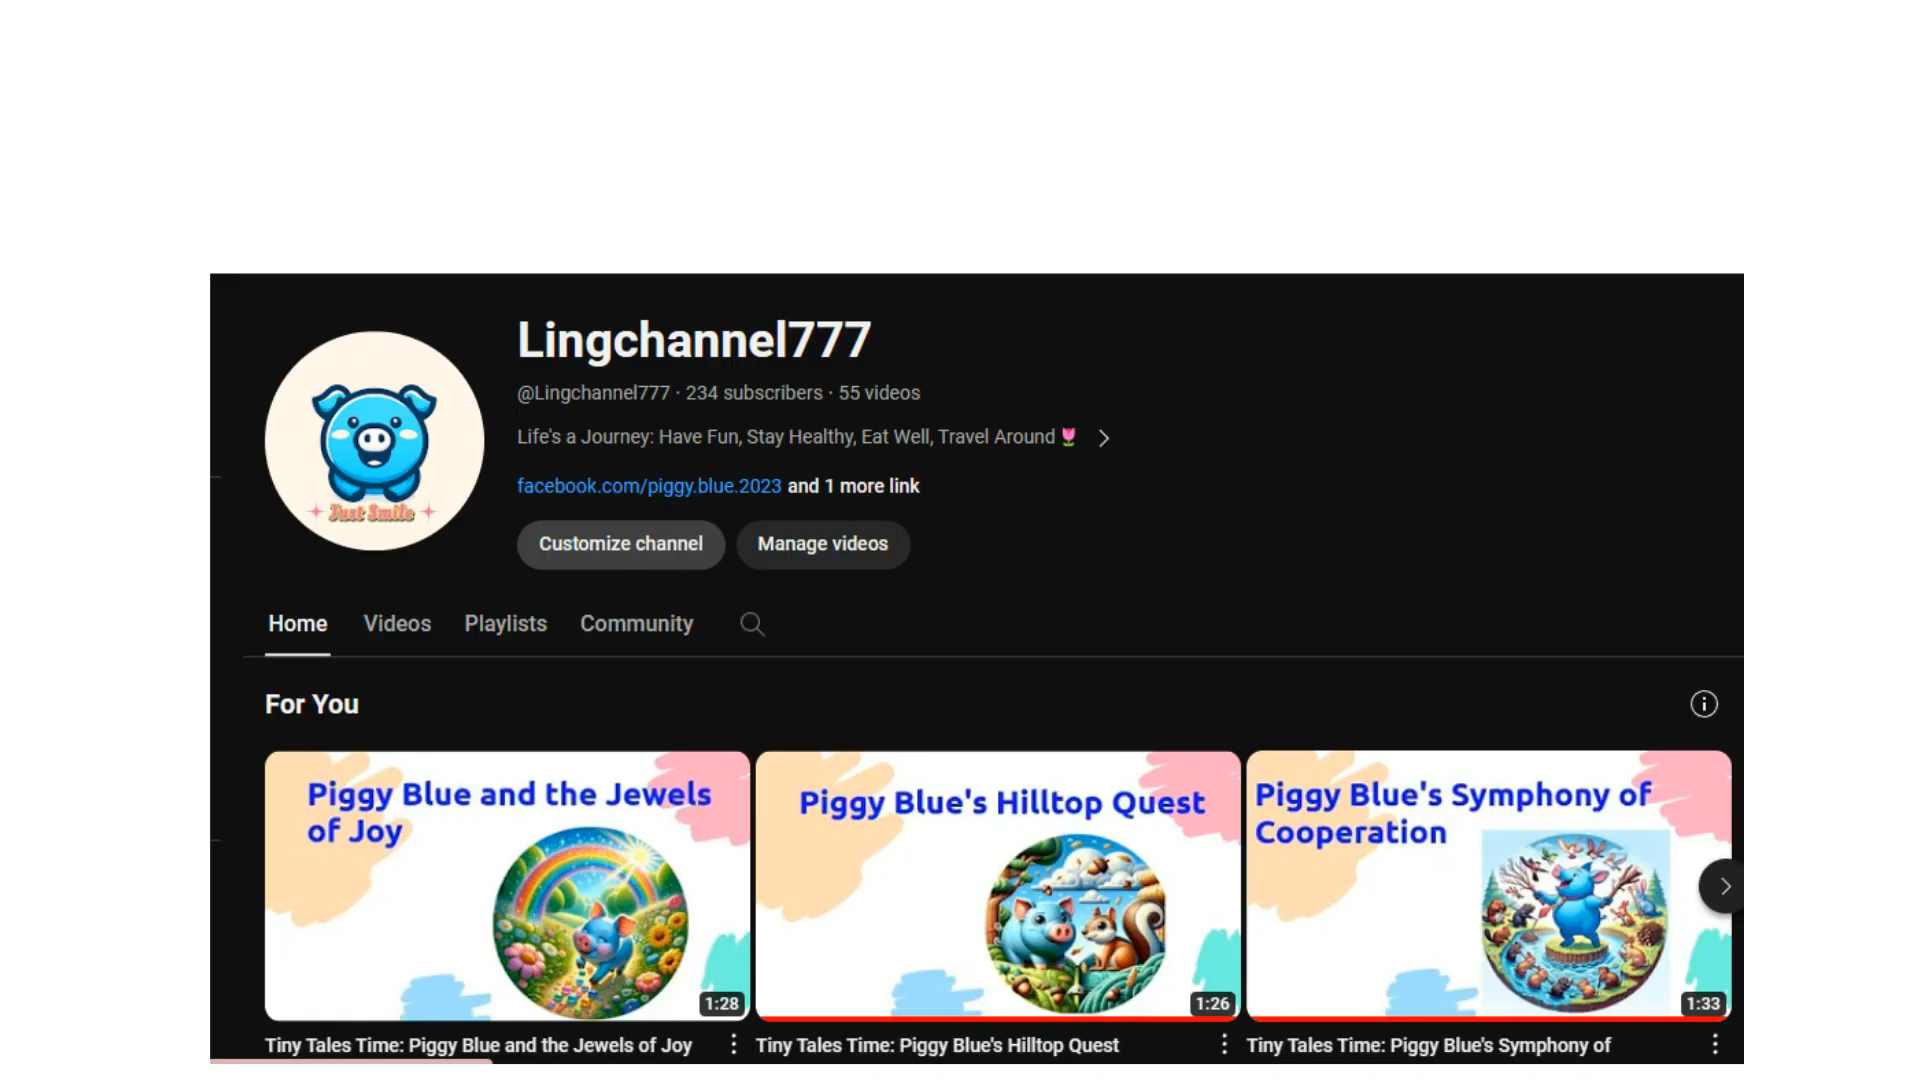 Lingchannel777
@Lingchannel777 · 234 subscribers · 55 videos
Life's a Journey: Have Fun, Stay Healthy, Eat Well, Travel Around🌷
facebook.com/piggy.blue.2023 and 1 more link
Just Smile
Customize channel
Manage videos
Home
Videos
Playlists
Community
For You
Piggy Blue and the Jewels
of Joy
1:28
Tiny Tales Time: Piggy Blue and the Jewels of Joy
Piggy Blue's Hilltop Quest
1:26
Tiny Tales Time: Piggy Blue's Hilltop Quest
Piggy Blue's Symphony of
Cooperation
1:33
Tiny Tales Time: Piggy Blue's Symphony of